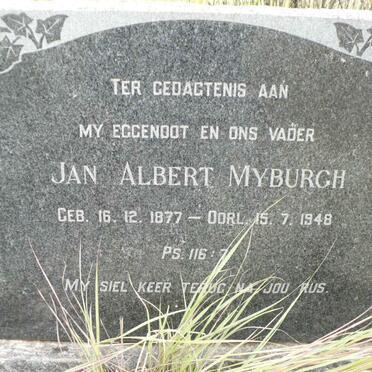 TER GEDAGTENIS AAN
MY EGGENOOT EN ONS VADER
JAN ALBERT MYBURGH
GEB. 16. 12. 1877 — OORL. 15. 7. 1948
PS. 116:7
MY SIEL KEER TERUG NA JOU RUS.